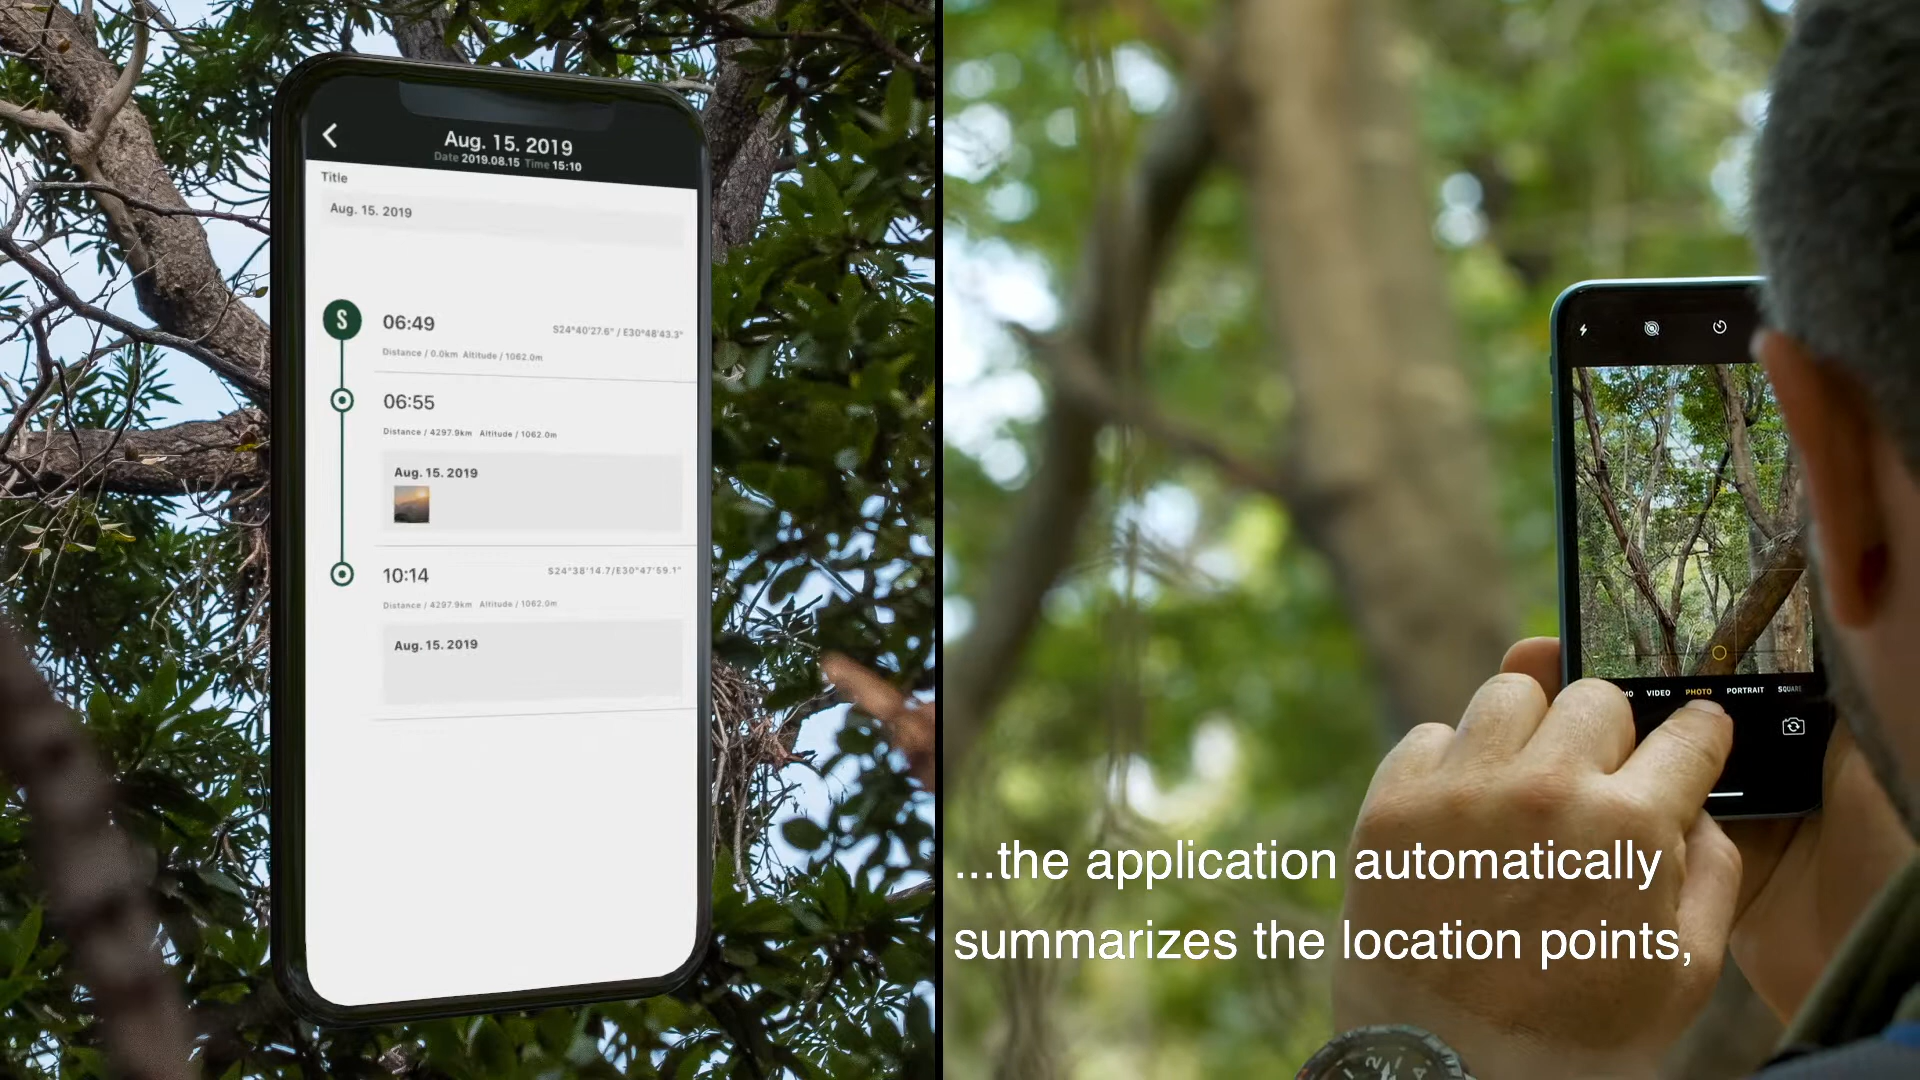 Aug. 15. 2019
Date 2019.08.15 Time 15:10
Title
Aug. 15. 2019
S
06:49
S24°40'27.6" / E30°48'43.3"
Distance / 0.0km Altitude / 1062.0m
06:55
Distance / 4297.9km Altitude / 1062.0m
Aug. 15. 2019
10:14
S24°38'14.7/E30°47'59.1"
Distance / 4297.9km Altitude / 1062.0m
Aug. 15. 2019
VIDEO PHOTO PORTRAIT SQUARE
...the application automatically
summarizes the location points,